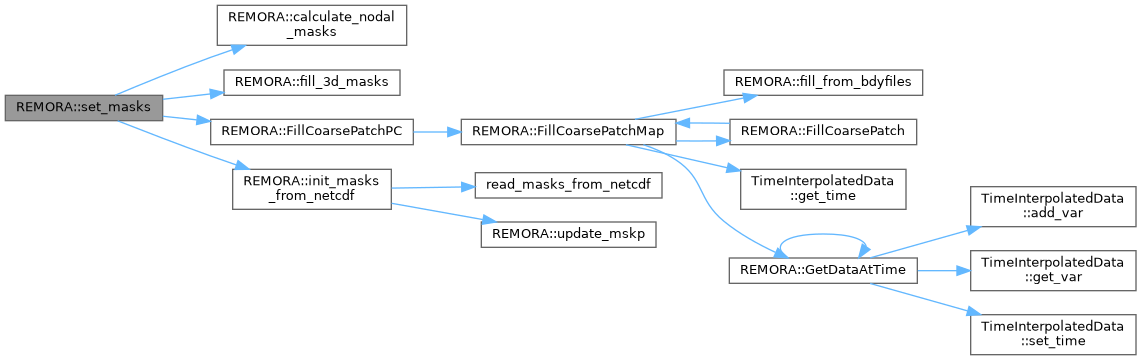 REMORA::set_masks
REMORA::calculate_nodal
_masks
REMORA::fill_3d_masks
REMORA::FillCoarsePatchPC
REMORA::init_masks
_from_netcdf
REMORA::FillCoarsePatchMap
read_masks_from_netcdf
REMORA::update_mskp
REMORA::fill_from_bdyfiles
REMORA::FillCoarsePatch
TimeInterpolatedData
::get_time
REMORA::GetDataAtTime
TimeInterpolatedData
::add_var
TimeInterpolatedData
::get_var
TimeInterpolatedData
::set_time